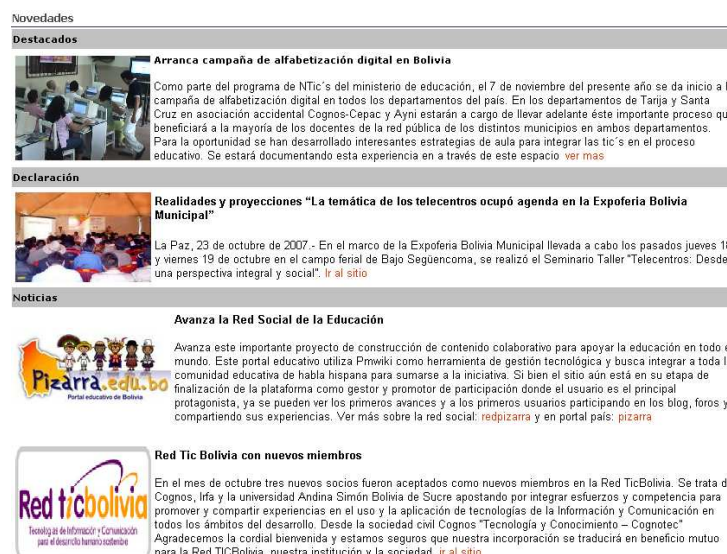 Novedades
Destacados
Arranca campaña de alfabetización digital en Bolivia
Como parte del programa de NTic´s del ministerio de educación, el 7 de noviembre del presente año se da inicio a
campaña de alfabetización digital en todos los departamentos del país. En los departamentos de Tarija y Santa
Cruz en asociación accidental Cognos-Cepac y Ayni estarán a cargo de llevar adelante éste importante proceso
beneficiará a la mayoría de los docentes de la red pública de los distintos municipios en ambos departamentos.
Para la oportunidad se han desarrollado interesantes estrategias de aula para integrar las tic´s en el proceso
educativo. Se estará documentando esta experiencia en a través de este espacio ver mas
Declaración
Realidades y proyecciones “La temática de los telecentros ocupó agenda en la Expoferia Bolivia
Municipal”
La Paz, 23 de octubre de 2007.- En el marco de la Expoferia Bolivia Municipal llevada a cabo los pasados jueves
y viernes 19 de octubre en el campo ferial de Bajo Següencoma, se realizó el Seminario Taller "Telecentros: Desde
una perspectiva integral y social". Ir al sitio
Noticias
Avanza la Red Social de la Educación
Avanza este importante proyecto de construcción de contenido colaborativo para apoyar la educación en todo
mundo. Este portal educativo utiliza Pmwiki como herramienta de gestión tecnológica y busca integrar a toda
comunidad educativa de habla hispana para sumarse a la iniciativa. Si bien el sitio aún está en su etapa de
finalización de la plataforma como gestor y promotor de participación donde el usuario es el principal
protagonista, ya se pueden ver los primeros avances y a los primeros usuarios participando en los blog, foros y
compartiendo sus experiencias. Ver más sobre la red social: redpizarra y en portal país: pizarra
Pizarra.edu.bo
Portal educativo de Bolivia
Red Tic Bolivia con nuevos miembros
En el mes de octubre tres nuevos socios fueron aceptados como nuevos miembros en la Red TicBolivia. Se trata
Cognos, Irfa y la universidad Andina Simón Bolivia de Sucre apostando por integrar esfuerzos y competencia para
promover y compartir experiencias en el uso y la aplicación de tecnologías de la Información y Comunicación en
todos los ámbitos del desarrollo. Desde la sociedad civil Cognos "Tecnología y Conocimiento – Cognotec"
Agradecemos la cordial bienvenida y estamos seguros que nuestra incorporación se traducirá en beneficio mutuo
para la Red TICBolivia, nuestra institución y la sociedad. ir al sitio
Red ticbolivia
Tecnologías de Información y Comunicación
para el desarrollo humano sostenible